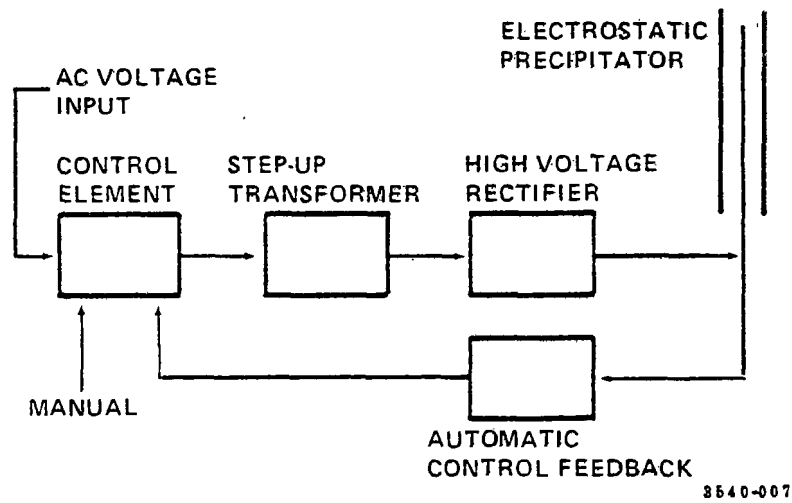 ELECTROSTATIC
PRECIPITATOR
AC VOLTAGE
INPUT
CONTROL
ELEMENT
STEP-UP
TRANSFORMER
HIGH VOLTAGE
RECTIFIER
MANUAL
AUTOMATIC
CONTROL FEEDBACK
3540-007